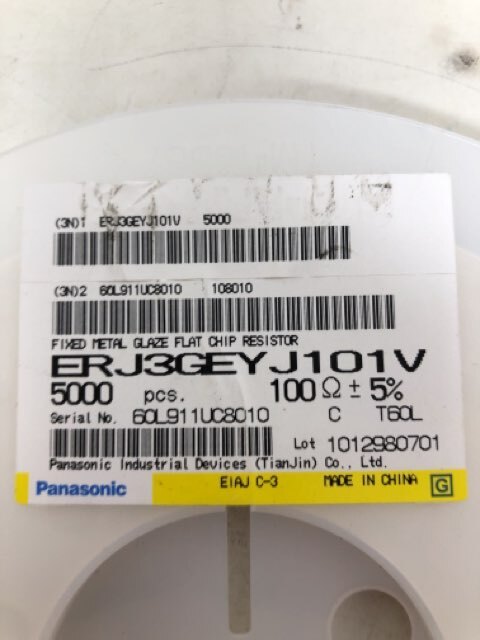 (3N)1 ERJ3GEYJ101V 5000
(3N)2 60L911UC8010 108010
FIXED METAL GLAZE FLAT CHIP RESISTOR
ERJ3GEYJ101V
5000 pcs. 100 Ω ± 5%
Serial No. 60L911UC8010 C T60L
Lot 1012980701
Panasonic Industrial Devices (TianJin) Co., Ltd.
Panasonic EIAJ C-3 MADE IN CHINA G